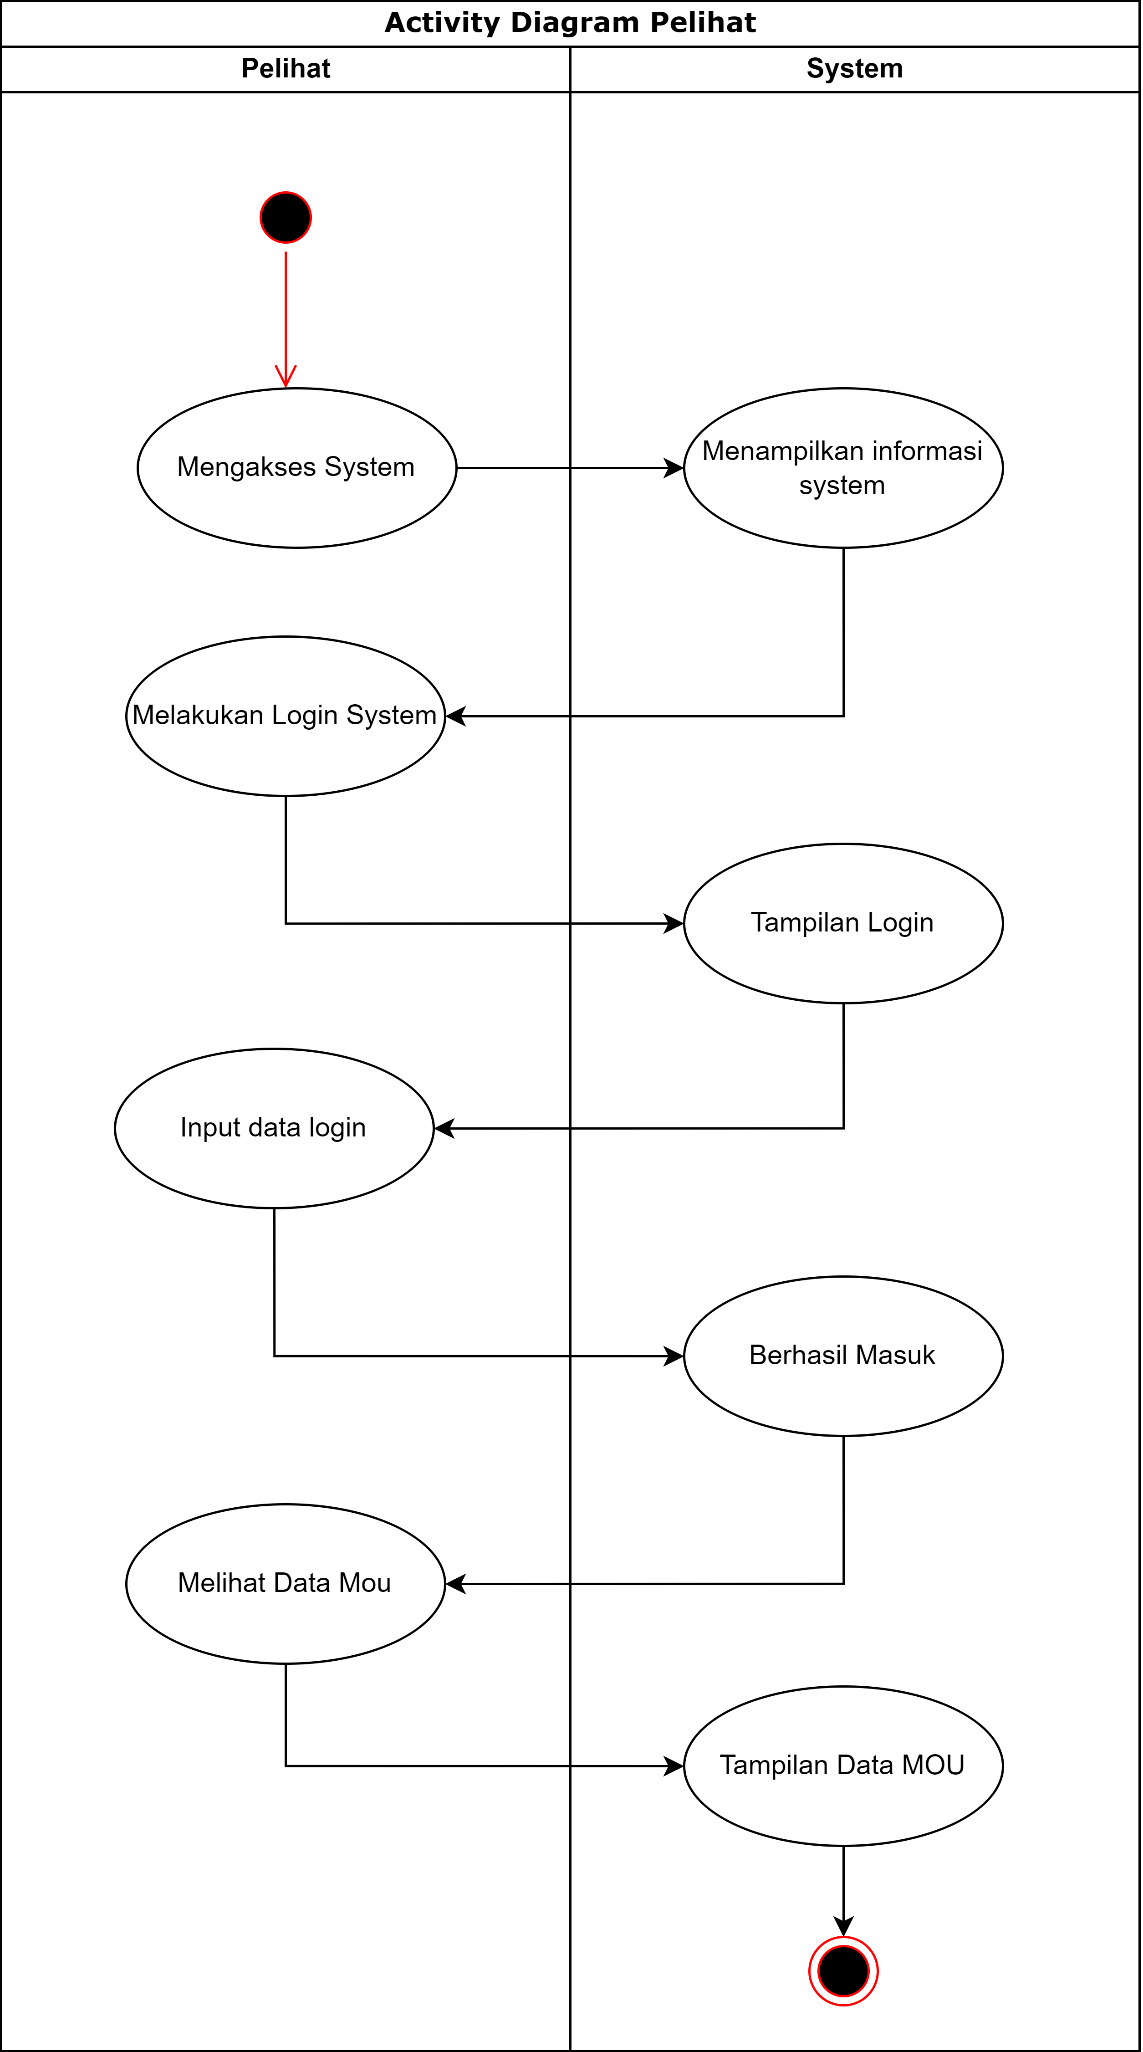 Activity Diagram Pelihat
Pelihat
System
Mengakses System
Menampilkan informasi
system
Melakukan Login System
Tampilan Login
Input data login
Berhasil Masuk
Melihat Data Mou
Tampilan Data MOU